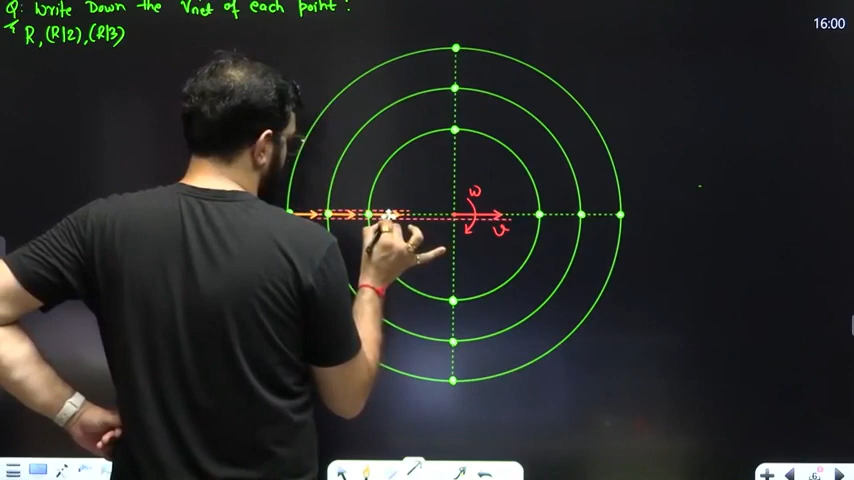 Q: Write Down the Vnet of each point :
R, (R|2), (R|3)
16:00
ω
v